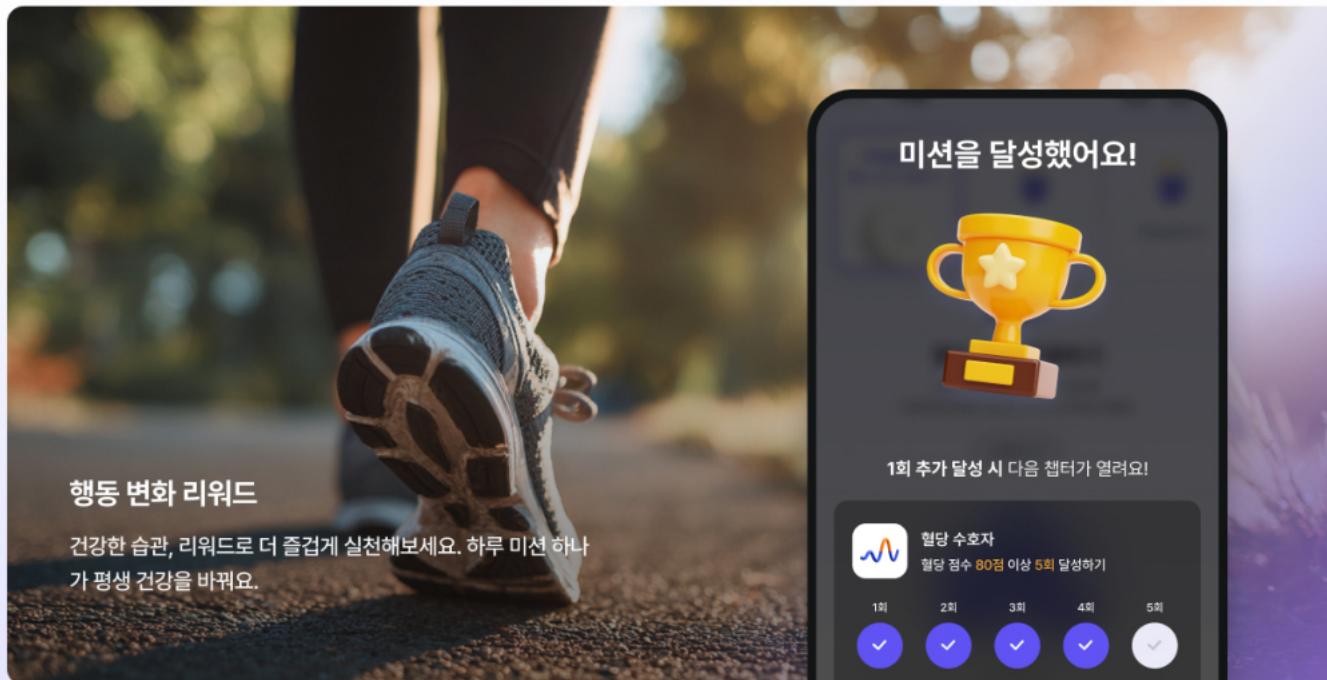 미션을 달성했어요!
1회 추가 달성 시 다음 챕터가 열려요!
행동 변화 리워드
건강한 습관, 리워드로 더 즐겁게 실천해보세요. 하루 미션 하나
가 평생 건강을 바꿔요.
혈당 수호자
혈당 점수 80점 이상 5회 달성하기
1회 2회 3회 4회 5회